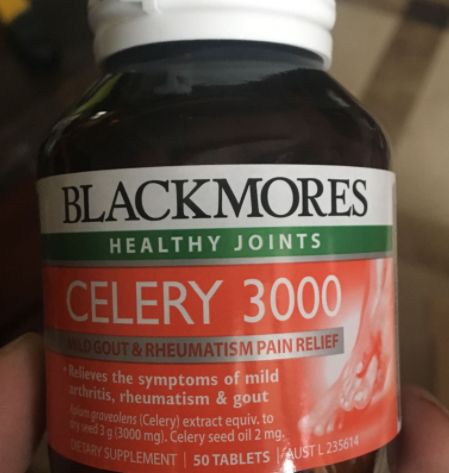 BLACKMORES
HEALTHY JOINTS
CELERY 3000
MILD GOUT & RHEUMATISM PAIN RELIEF
• Relieves the symptoms of mild
arthritis, rheumatism & gout
Apium graveolens (Celery) extract equiv. to
dry seed 3 g (3000 mg). Celery seed oil 2 mg.
DIETARY SUPPLEMENT | 50 TABLETS | AUST L 235614